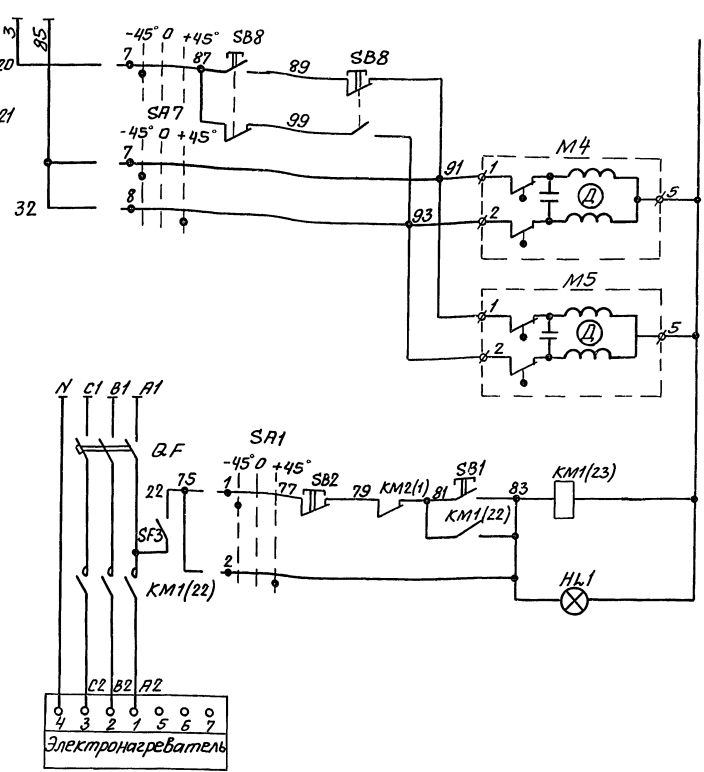 3
85
-45° 0 +45°
SB8
20
7
87
89
SB8
21
SA7
99
-45° 0 +45°
7
91
M4
1
5
Д
32
8
93
2
M5
1
5
Д
2
N C1 B1 A1
QF
SA1
-45° 0 +45°
22
75
1
77
SB2
79
KM2(1)
81
SB1
83
KM1(23)
KM1(22)
SF3
2
KM1(22)
HL1
C2 B2 A2
4 3 2 1 5 6 7
Электронагреватель